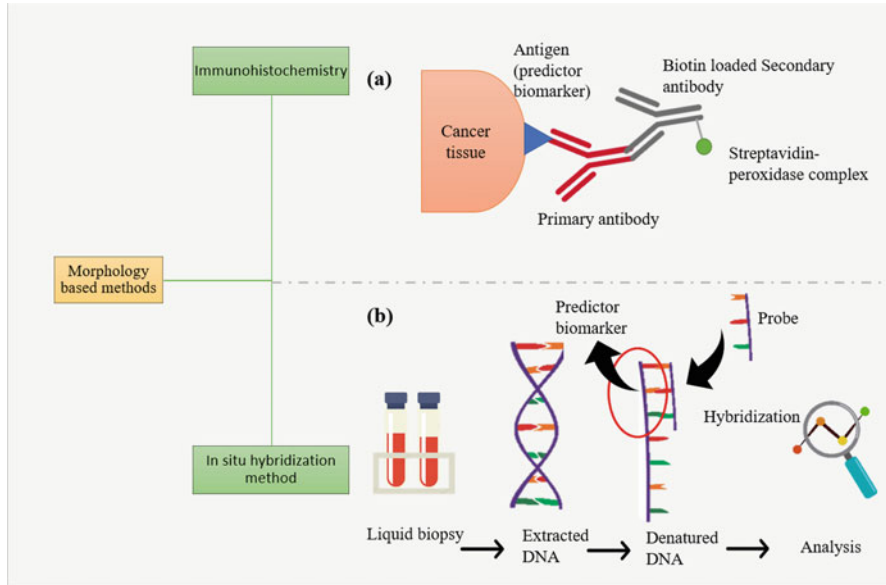 Immunohistochemistry
(a)
Antigen
(predictor
biomarker)
Biotin loaded Secondary
antibody
Cancer
tissue
Streptavidin-
peroxidase complex
Primary antibody
Morphology
based methods
(b)
Predictor
biomarker
Probe
Hybridization
In situ hybridization
method
Liquid biopsy
Extracted
DNA
Denatured
DNA
Analysis